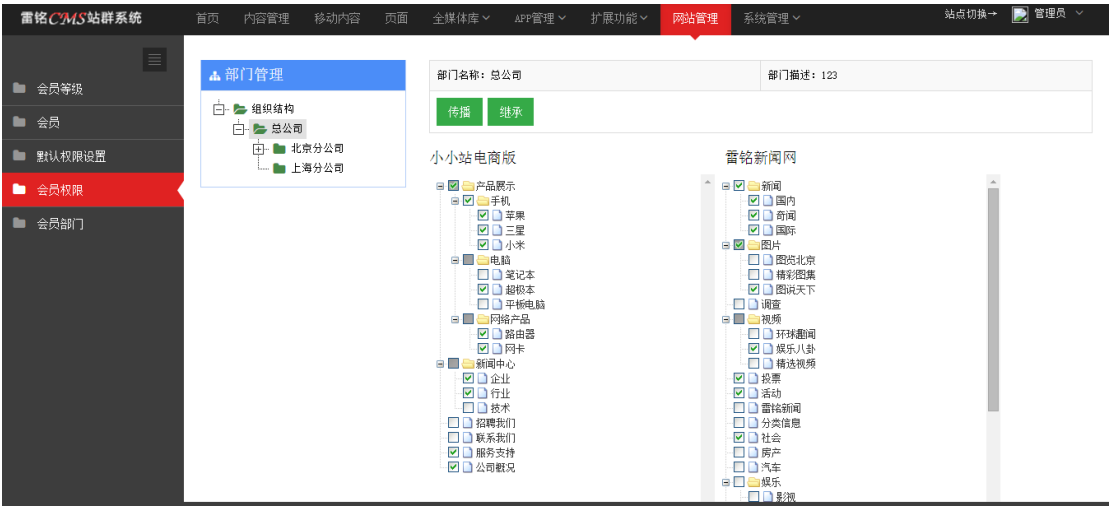 雷铭CMS站群系统
首页 内容管理 移动内容 页面 全媒体库 APP管理 扩展功能 网站管理 系统管理 站点切换→ 管理员
会员等级
会员
默认权限设置
会员权限
会员部门
部门管理
组织结构
总公司
北京分公司
上海分公司
部门名称：总公司 部门描述：123
传播 继承
小小站电商版
产品展示
手机
苹果
三星
小米
电脑
笔记本
超极本
平板电脑
网络产品
路由器
网卡
新闻中心
企业
行业
技术
招聘我们
联系我们
服务支持
公司概况
雷铭新闻网
新闻
国内
奇闻
国际
图片
图览北京
精彩图集
图说天下
调查
视频
环球趣闻
娱乐八卦
精选视频
投票
活动
雷铭新闻
分类信息
社会
房产
汽车
娱乐
影视